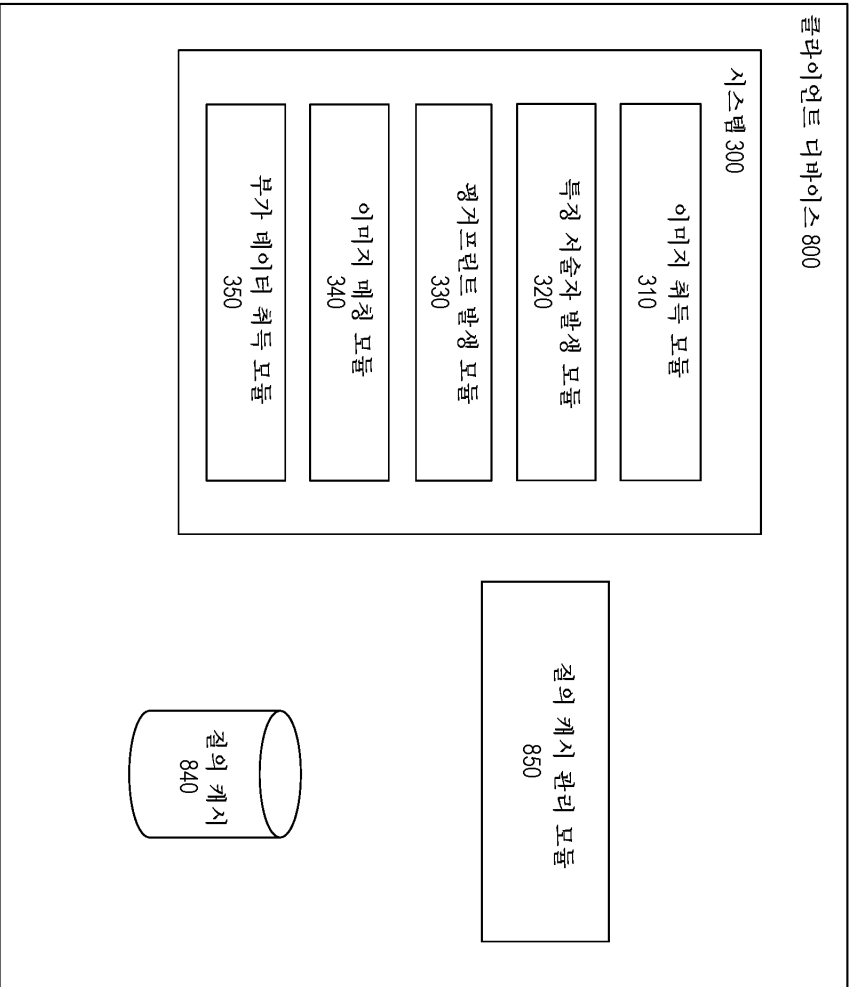 클라이언트 디바이스 800
시스템 300
이미지 취득 모듈
310
특징 서술자 발생 모듈
320
핑거프린트 발생 모듈
330
이미지 매칭 모듈
340
부가 데이터 취득 모듈
350
질의 캐시 관리 모듈
850
질의 캐시
840